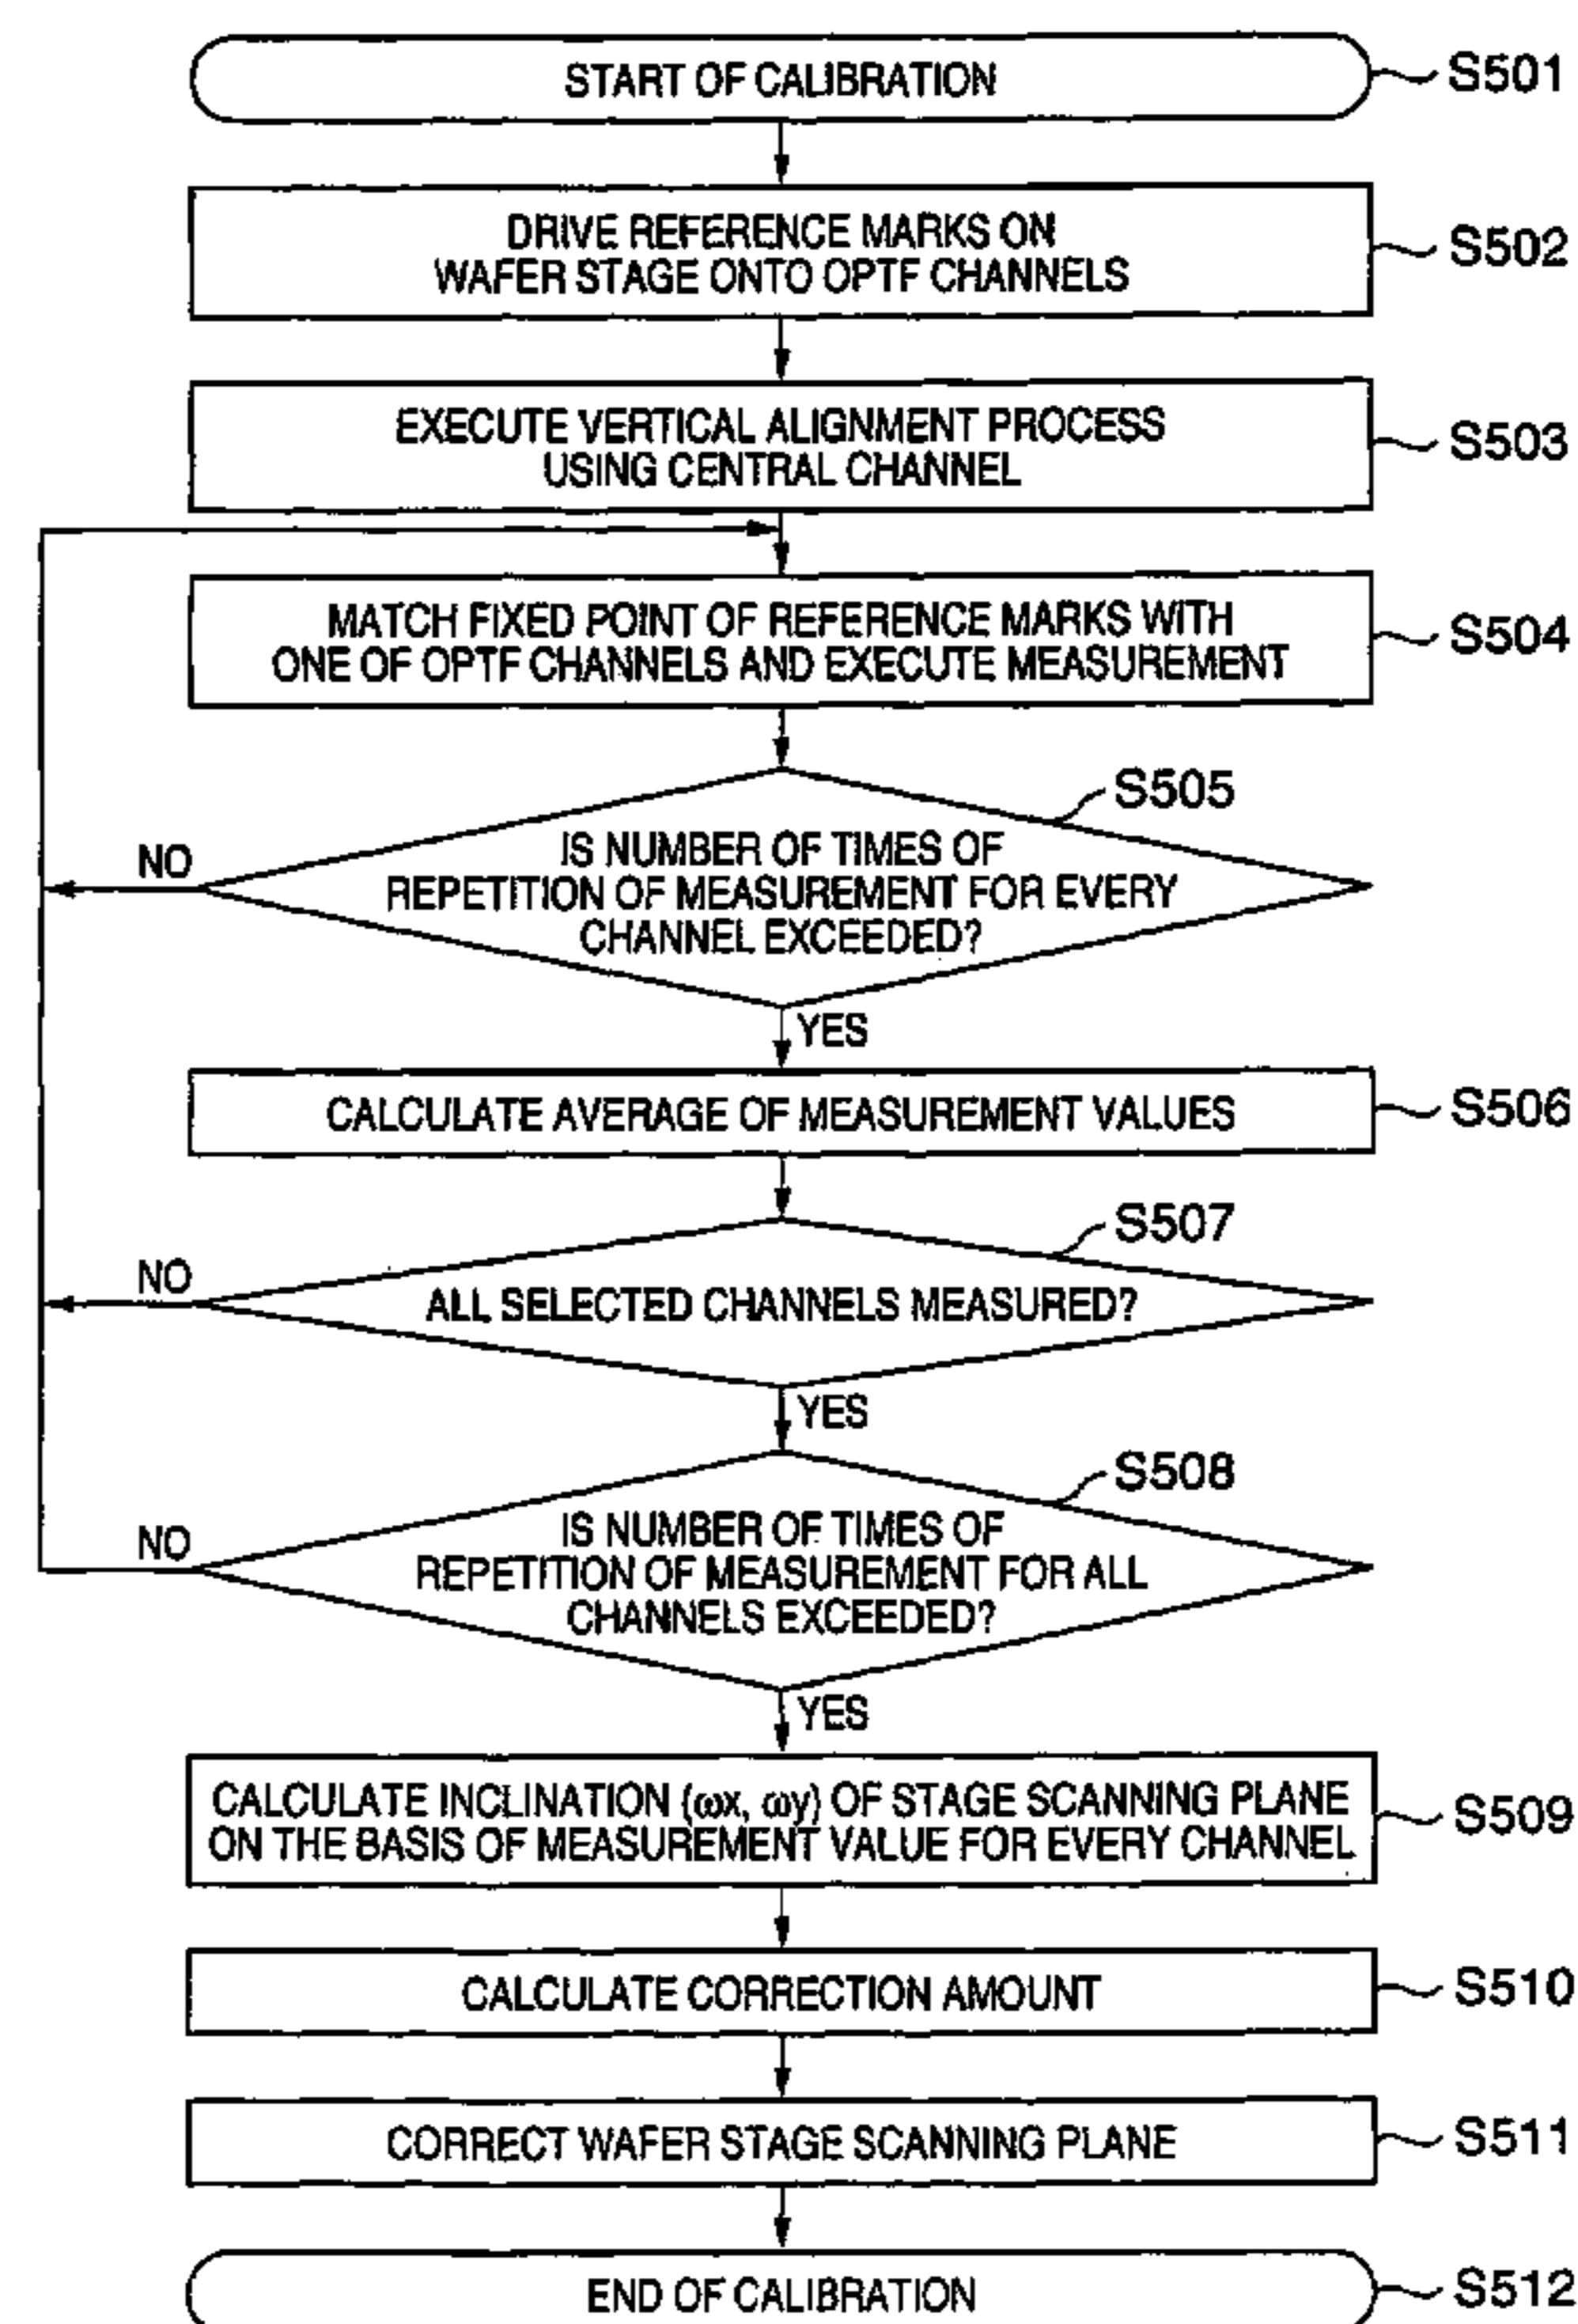 START OF CALIBRATION
S501
DRIVE REFERENCE MARKS ON
WAFER STAGE ONTO OPTF CHANNELS
S502
EXECUTE VERTICAL ALIGNMENT PROCESS
USING CENTRAL CHANNEL
S503
MATCH FIXED POINT OF REFERENCE MARKS WITH
ONE OF OPTF CHANNELS AND EXECUTE MEASUREMENT
S504
S505
IS NUMBER OF TIMES OF
REPETITION OF MEASUREMENT FOR EVERY
CHANNEL EXCEEDED?
NO
YES
CALCULATE AVERAGE OF MEASUREMENT VALUES
S506
S507
ALL SELECTED CHANNELS MEASURED?
NO
YES
S508
IS NUMBER OF TIMES OF
REPETITION OF MEASUREMENT FOR ALL
CHANNELS EXCEEDED?
NO
YES
CALCULATE INCLINATION (ωx, ωy) OF STAGE SCANNING PLANE
ON THE BASIS OF MEASUREMENT VALUE FOR EVERY CHANNEL
S509
CALCULATE CORRECTION AMOUNT
S510
CORRECT WAFER STAGE SCANNING PLANE
S511
END OF CALIBRATION
S512